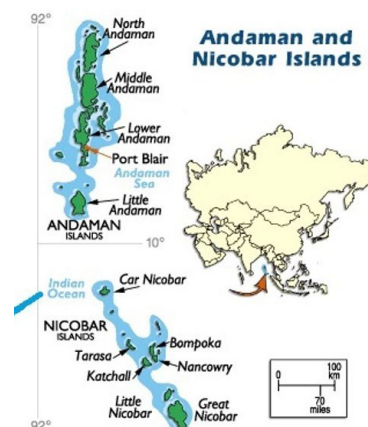 92°
North
Andaman
Andaman and
Nicobar Islands
Middle
Andaman
Lower
Andaman
Port Blair
Andaman
Sea
Little
Andaman
ANDAMAN
ISLANDS
10°
Indian
Ocean
Car Nicobar
NICOBAR
ISLANDS
Bompoka
Tarasa
Nancowry
Katchall
Little
Nicobar
Great
Nicobar
0
100
km
70
miles
92°